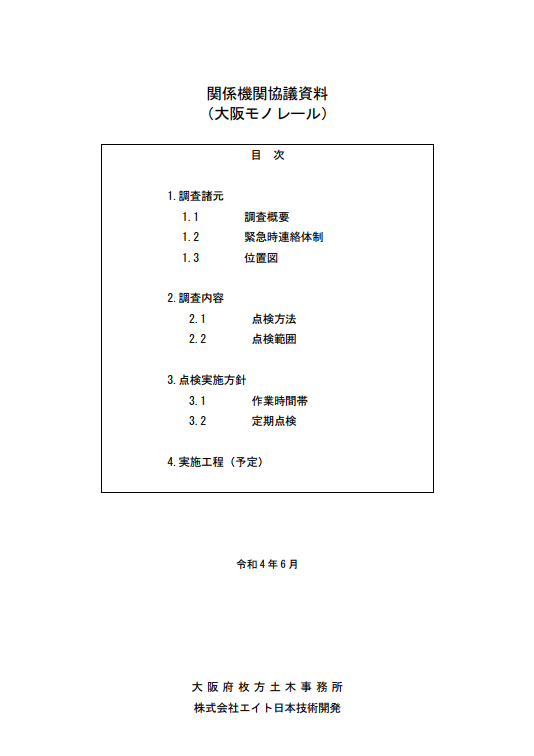 関係機関協議資料
（大阪モノレール）
目　次
1.調査諸元
1.1　調査概要
1.2　緊急時連絡体制
1.3　位置図
2.調査内容
2.1　点検方法
2.2　点検範囲
3.点検実施方針
3.1　作業時間帯
3.2　定期点検
4.実施工程（予定）
令和4年6月
大阪府枚方土木事務所
株式会社エイト日本技術開発